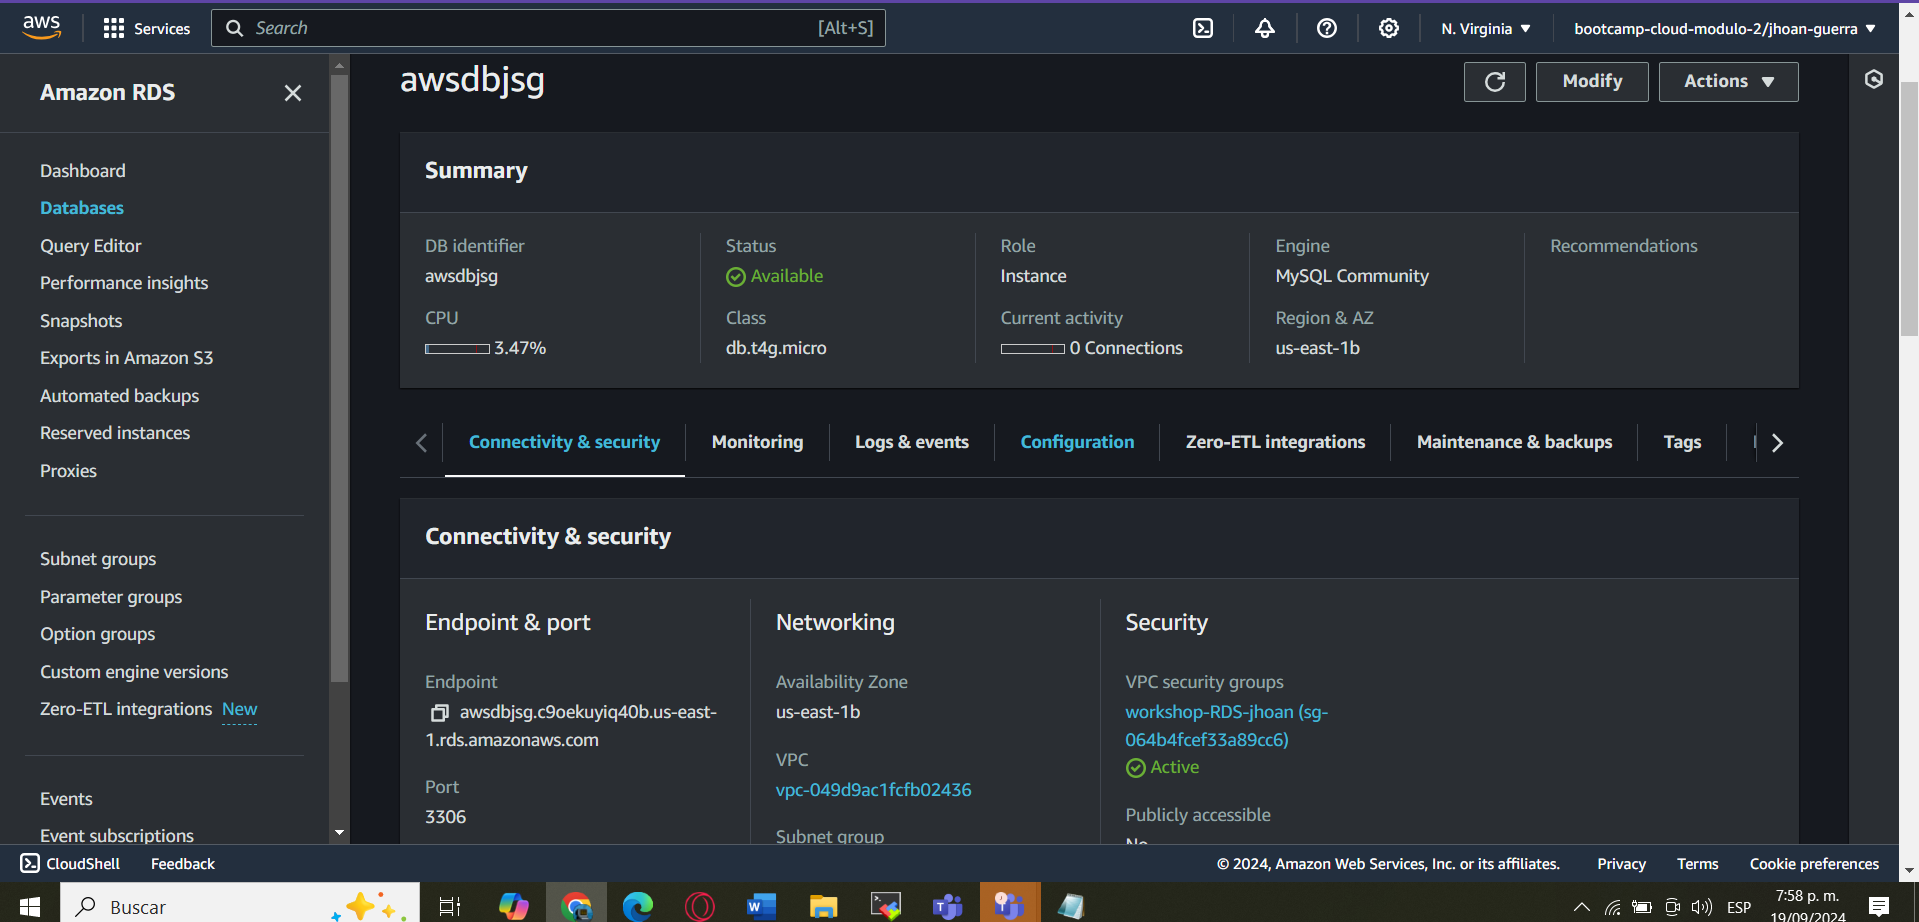 aws
Services
Search [Alt+S]
N. Virginia
bootcamp-cloud-modulo-2/jhoan-guerra
Amazon RDS
Dashboard
Databases
Query Editor
Performance insights
Snapshots
Exports in Amazon S3
Automated backups
Reserved instances
Proxies
Subnet groups
Parameter groups
Option groups
Custom engine versions
Zero-ETL integrations New
Events
Event subscriptions
awsdbjsg
Modify
Actions
Summary
DB identifier
awsdbjsg
CPU
3.47%
Status
Available
Class
db.t4g.micro
Role
Instance
Current activity
0 Connections
Engine
MySQL Community
Region & AZ
us-east-1b
Recommendations
Connectivity & security
Monitoring
Logs & events
Configuration
Zero-ETL integrations
Maintenance & backups
Tags
Connectivity & security
Endpoint & port
Endpoint
awsdbjsg.c9oekuyiq40b.us-east-
1.rds.amazonaws.com
Port
3306
Networking
Availability Zone
us-east-1b
VPC
vpc-049d9ac1fcfb02436
Subnet group
Security
VPC security groups
workshop-RDS-jhoan (sg-
064b4fcef33a89cc6)
Active
Publicly accessible
No
CloudShell
Feedback
© 2024, Amazon Web Services, Inc. or its affiliates.
Privacy
Terms
Cookie preferences
Buscar
ESP
7:58 p. m.
19/09/2024